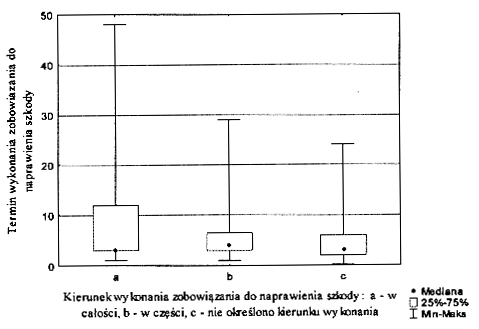 Termin wykonania zobowiazania do
naprawienia szkody
50
40
30
20
10
0
a
b
c
Kierunek wykonania zobowiązania do naprawienia szkody: a - w
całości, b - w części, c - nie określono kierunku wykonania
Mediana
25%-75%
Min-Maks